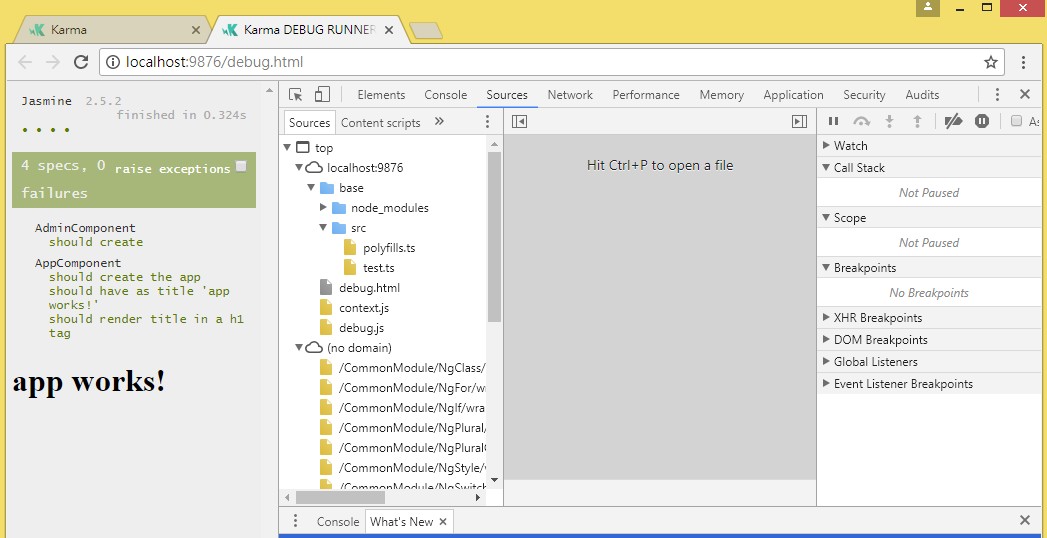 Karma
Karma DEBUG RUNNER
localhost:9876/debug.html
Jasmine 2.5.2
finished in 0.324s
4 specs, 0 failures
raise exceptions
AdminComponent
should create
AppComponent
should create the app
should have as title 'app
works!'
should render title in a h1
tag
app works!
Elements Console Sources Network Performance Memory Application Security Audits
Sources Content scripts »
top
localhost:9876
base
node_modules
src
polyfills.ts
test.ts
debug.html
context.js
debug.js
(no domain)
/CommonModule/NgClass/
/CommonModule/NgFor/w
/CommonModule/NgIf/wra
/CommonModule/NgPlural/
/CommonModule/NgPlural
/CommonModule/NgStyle/
/CommonModule/NgSwitch
Hit Ctrl+P to open a file
As
Watch
Call Stack
Not Paused
Scope
Not Paused
Breakpoints
No Breakpoints
XHR Breakpoints
DOM Breakpoints
Global Listeners
Event Listener Breakpoints
Console What's New